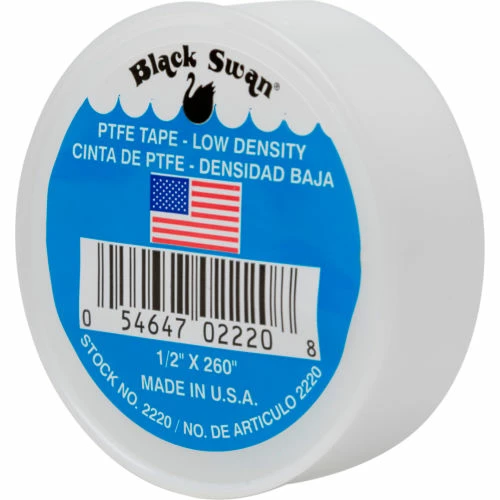 Black Swan®
PTFE TAPE - LOW DENSITY
CINTA DE PTFE - DENSIDAD BAJA
0 54647 02220 8
1/2" X 260"
MADE IN U.S.A.
STOCK NO. 2220 / NO. DE ARTICULO 2220